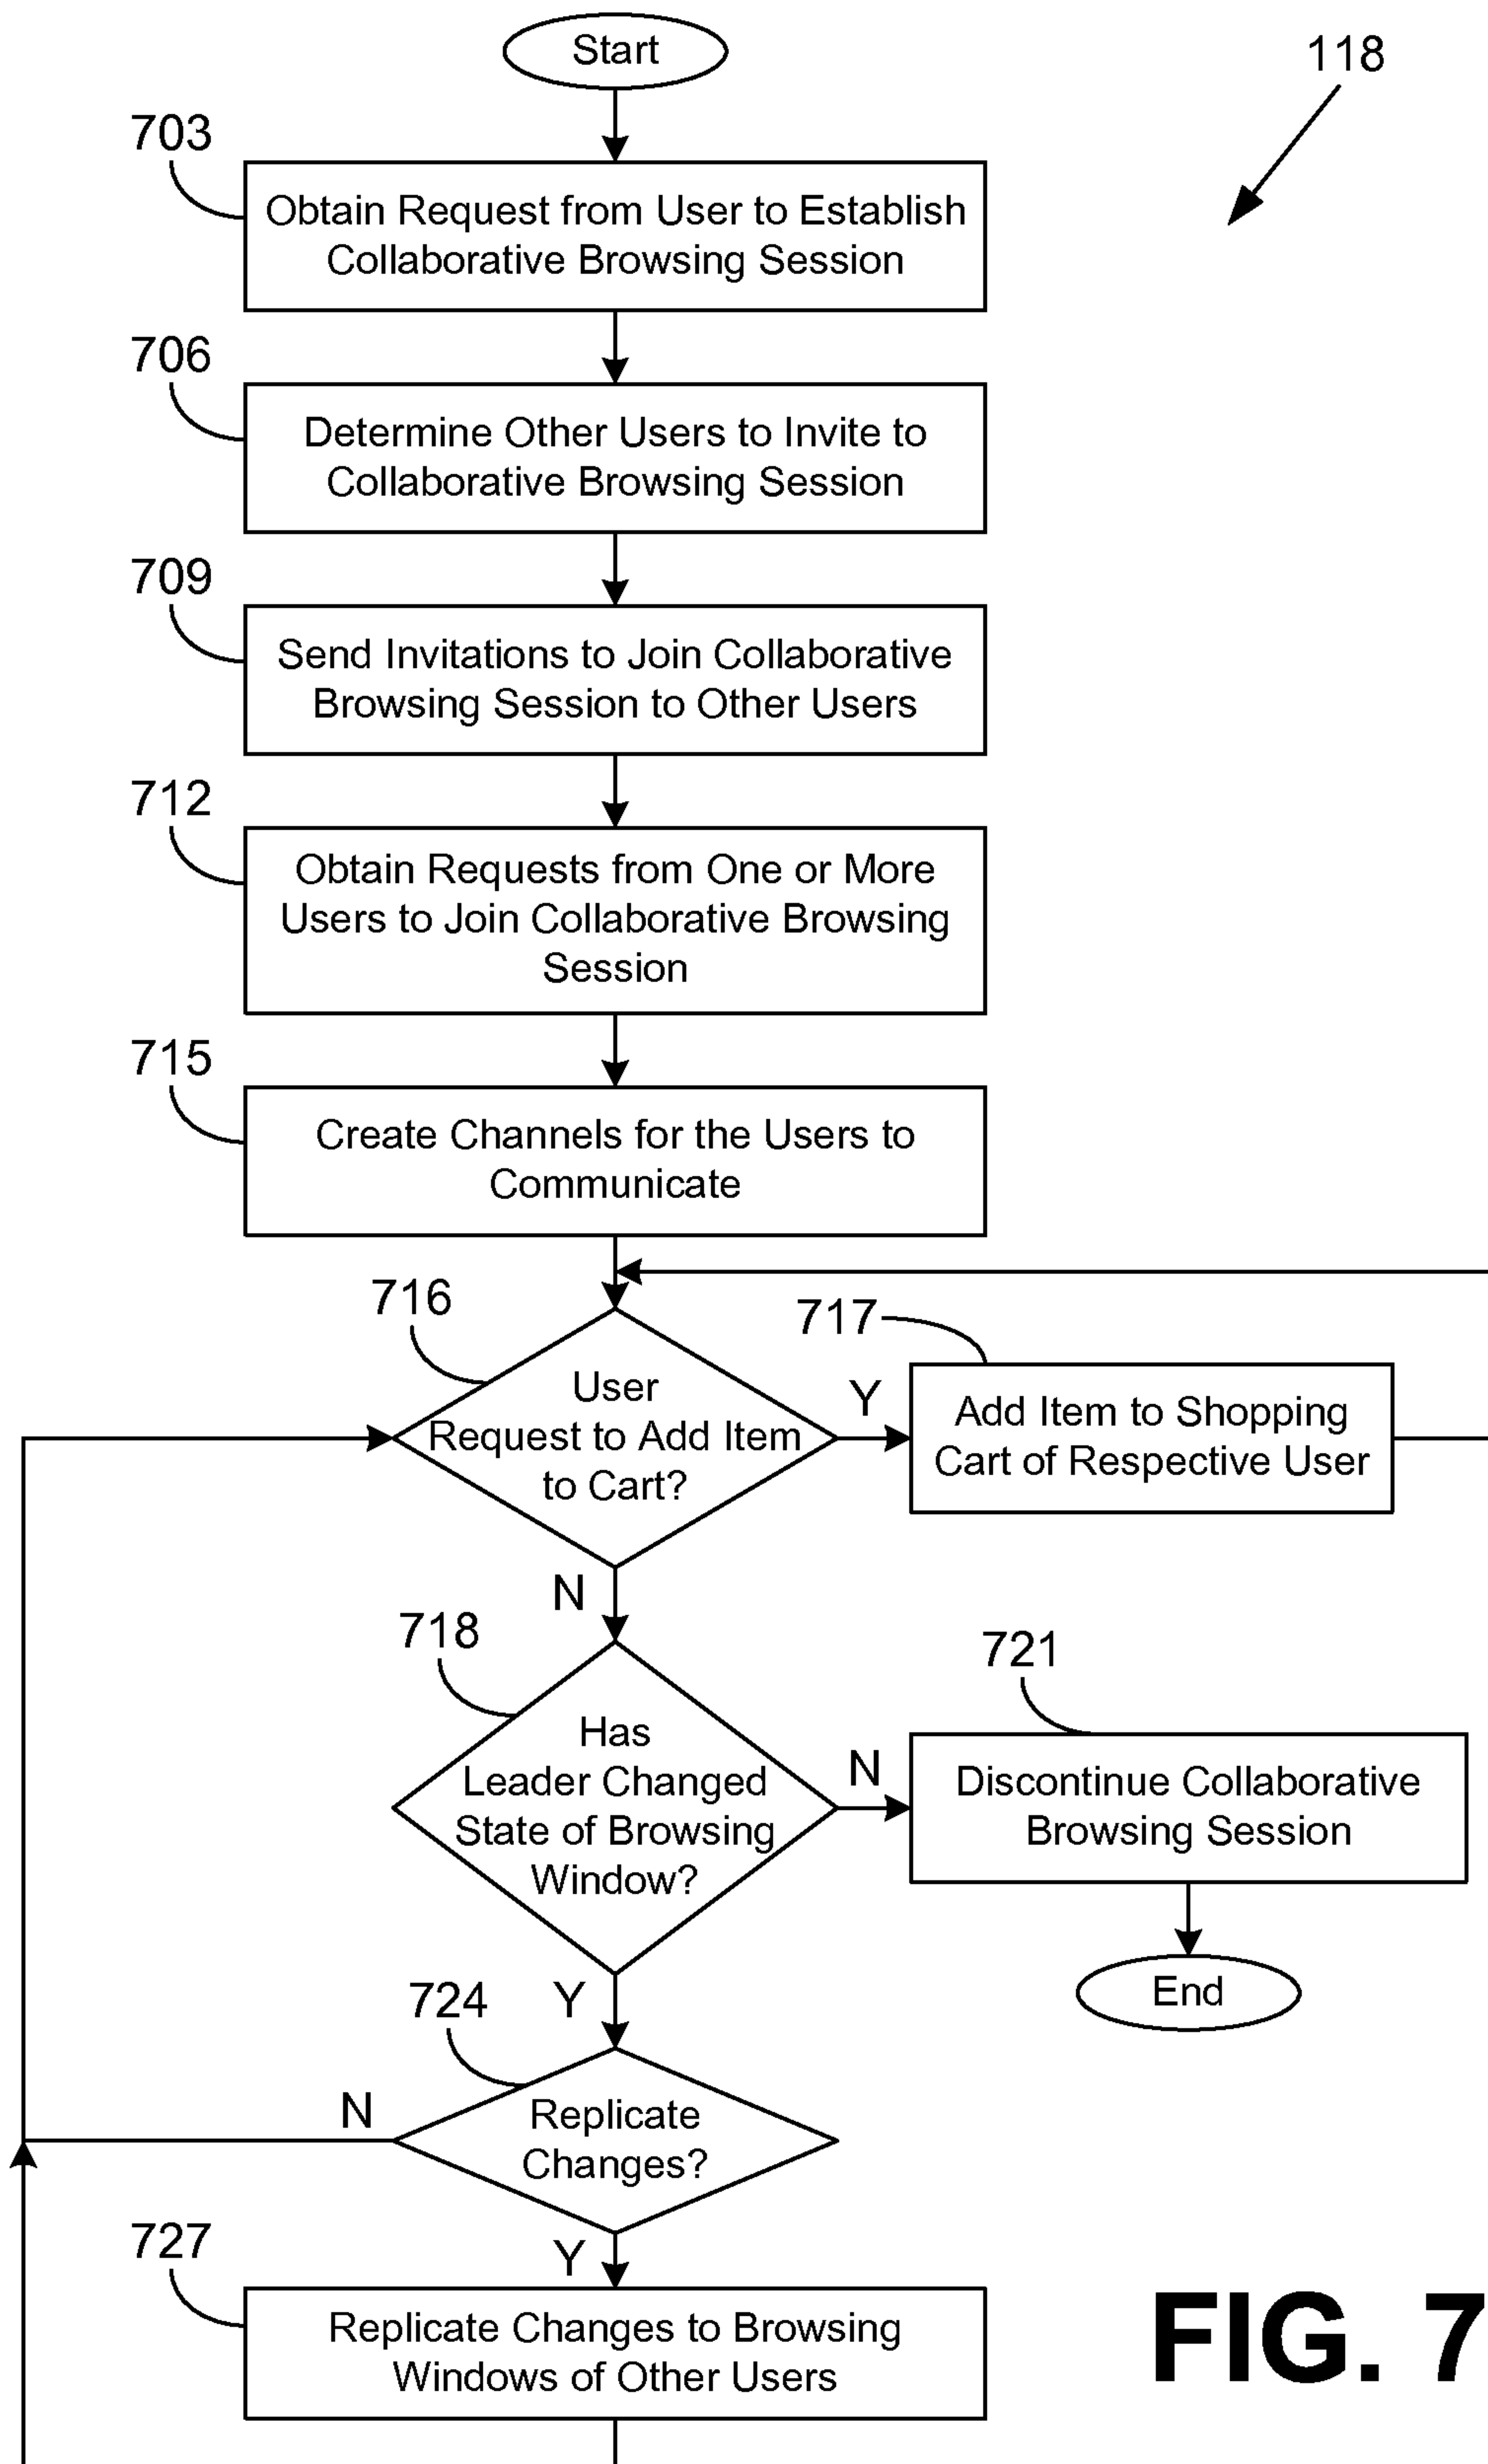 Start
118
703
Obtain Request from User to Establish
Collaborative Browsing Session
706
Determine Other Users to Invite to
Collaborative Browsing Session
709
Send Invitations to Join Collaborative
Browsing Session to Other Users
712
Obtain Requests from One or More
Users to Join Collaborative Browsing
Session
715
Create Channels for the Users to
Communicate
716
User
Request to Add Item
to Cart?
Y
717
Add Item to Shopping
Cart of Respective User
N
718
Has
Leader Changed
State of Browsing
Window?
N
721
Discontinue Collaborative
Browsing Session
End
Y
724
Replicate
Changes?
N
Y
727
Replicate Changes to Browsing
Windows of Other Users
FIG. 7